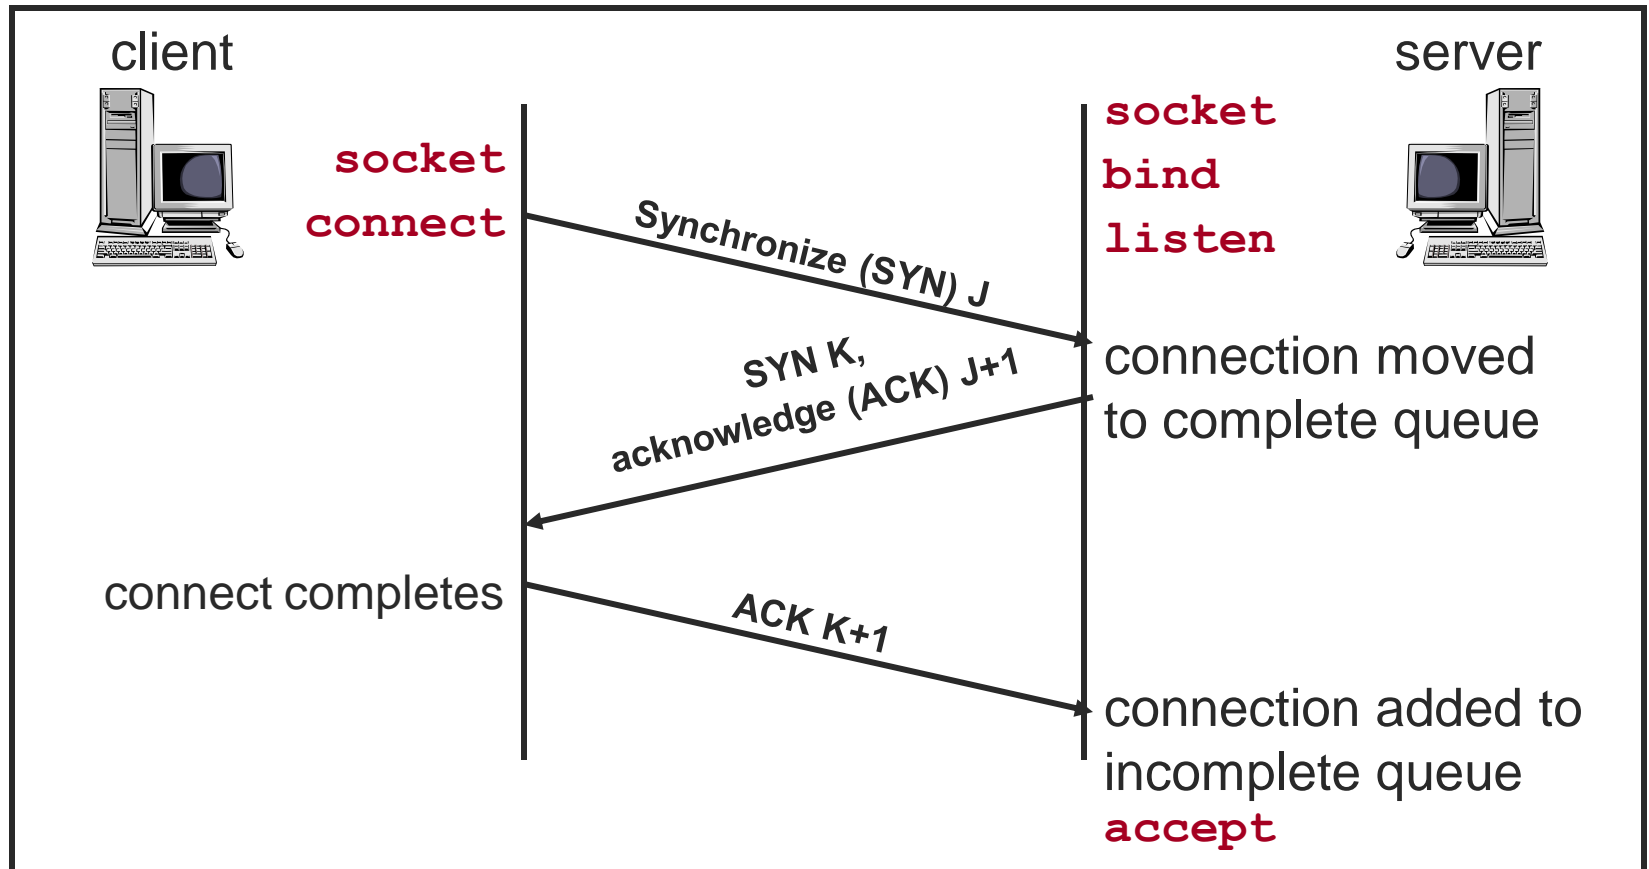 client
server
socket
connect
socket
bind
listen
Synchronize (SYN) J
connection moved
to complete queue
SYN K,
acknowledge (ACK) J+1
connect completes
ACK K+1
connection added to
incomplete queue
accept